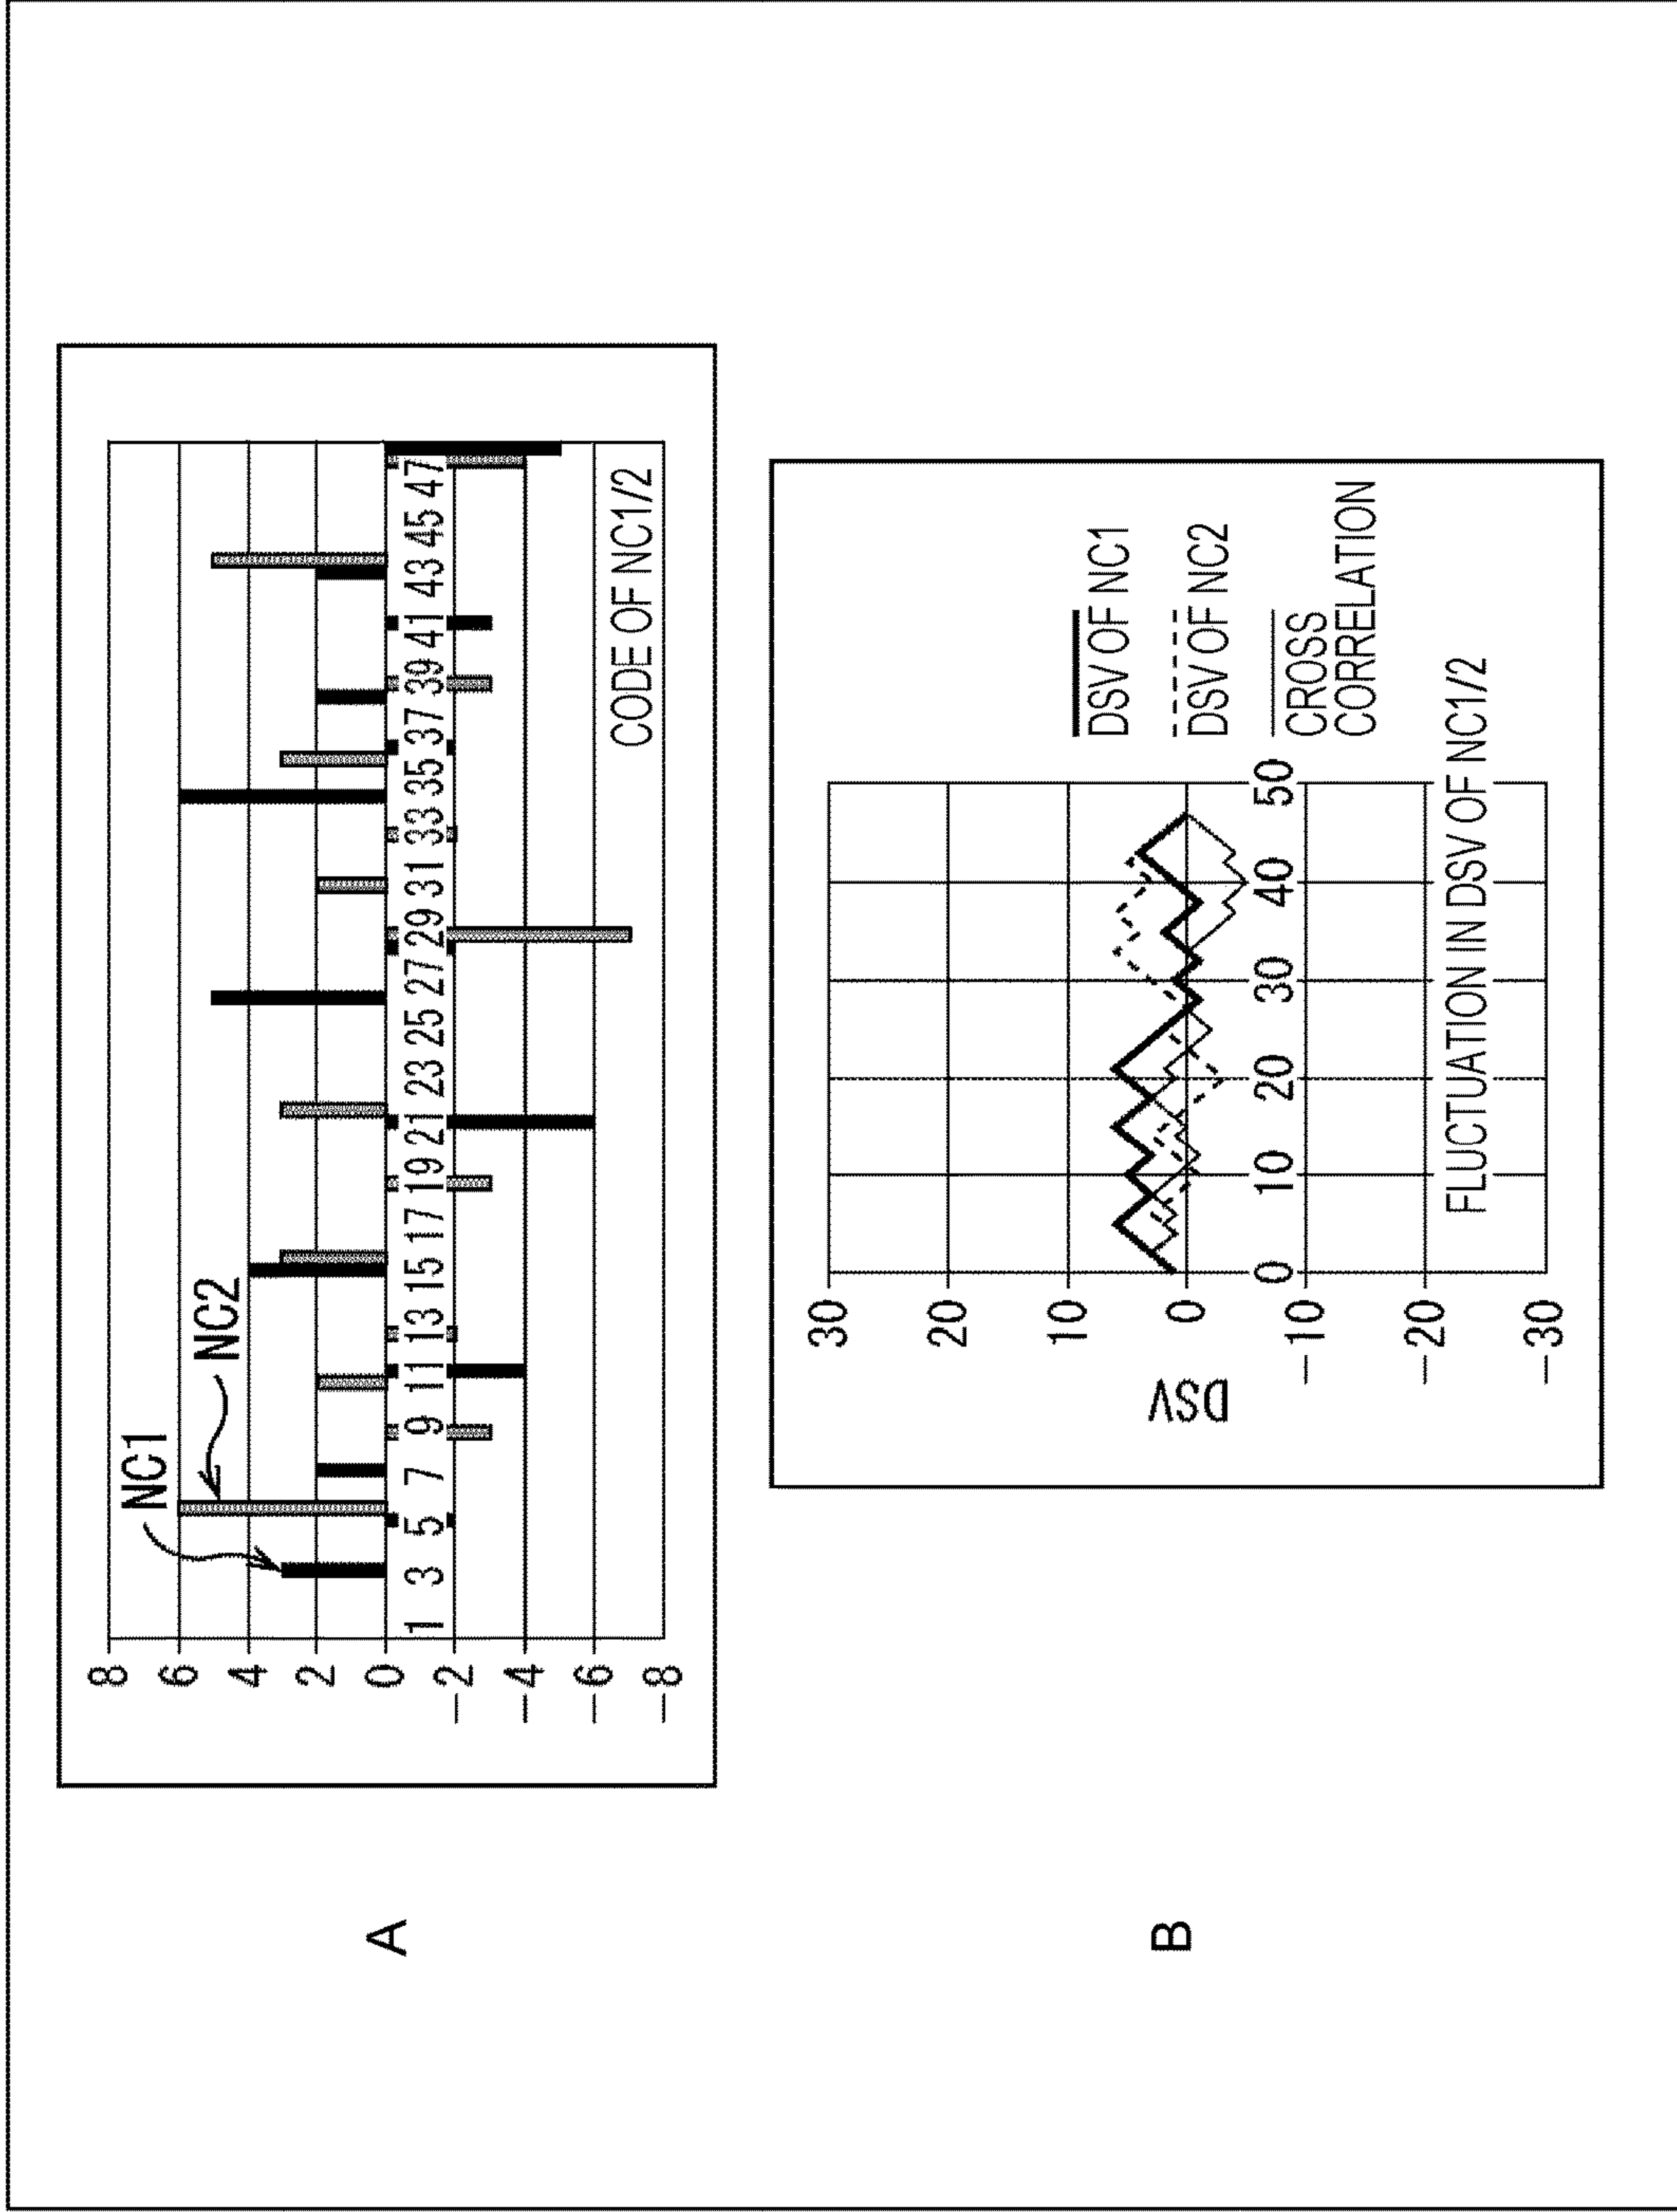 A
NC1
NC2
8
6
4
2
0
-2
-4
-6
-8
1 3 5 7 9 11 13 15 17 19 21 23 25 27 29 31 33 35 37 39 41 43 45 47
CODE OF NC1/2
B
DSV
30
20
10
0
-10
-20
-30
0 10 20 30 40 50
DSV OF NC1
DSV OF NC2
CROSS
CORRELATION
FLUCTUATION IN DSV OF NC1/2